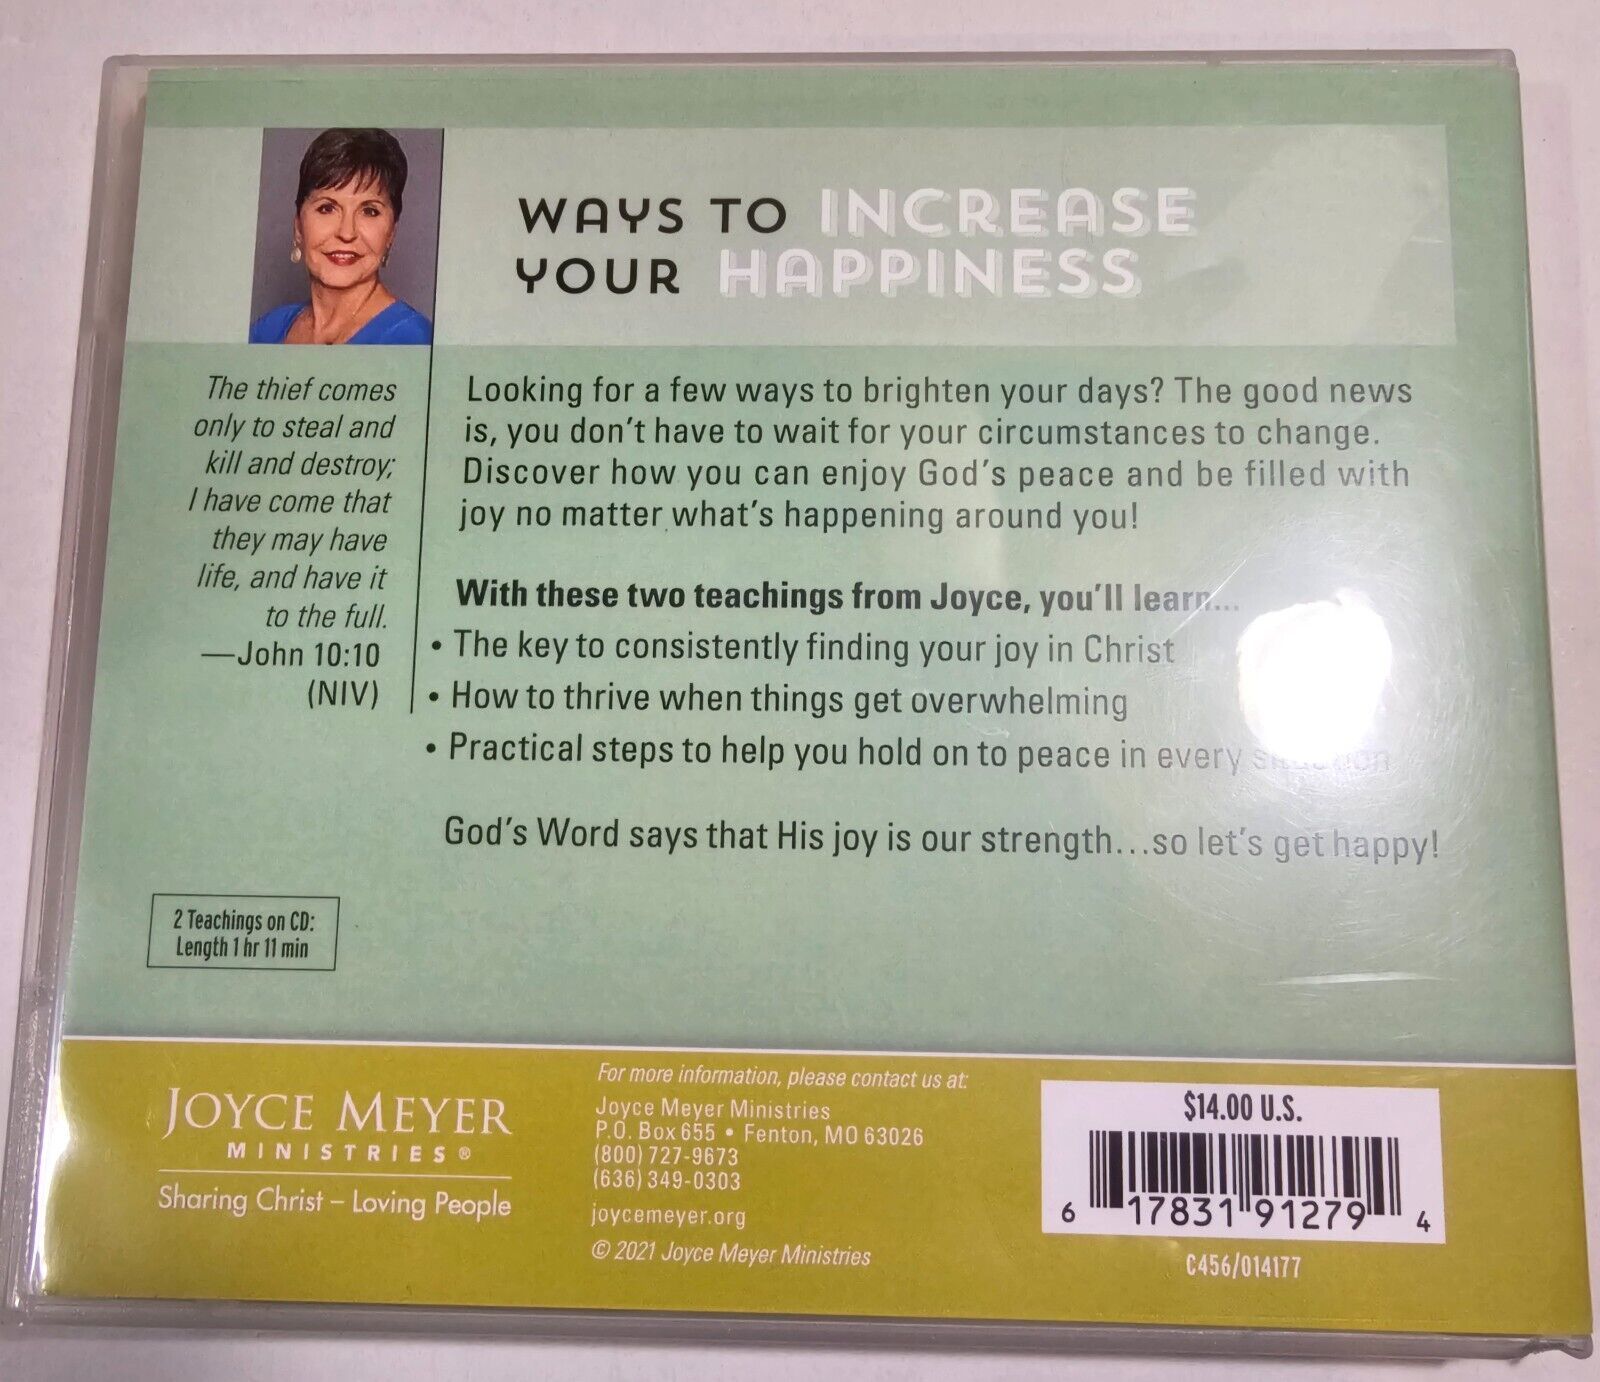 WAYS TO INCREASE
YOUR HAPPINESS
The thief comes
only to steal and
kill and destroy;
I have come that
they may have
life, and have it
to the full.
—John 10:10
(NIV)
Looking for a few ways to brighten your days? The good news
is, you don't have to wait for your circumstances to change.
Discover how you can enjoy God's peace and be filled with
joy no matter what's happening around you!
With these two teachings from Joyce, you'll learn...
• The key to consistently finding your joy in Christ
• How to thrive when things get overwhelming
• Practical steps to help you hold on to peace in every situation
God's Word says that His joy is our strength...so let's get happy!
2 Teachings on CD:
Length 1 hr 11 min
JOYCE MEYER
MINISTRIES®
Sharing Christ – Loving People
For more information, please contact us at:
Joyce Meyer Ministries
P.O. Box 655 • Fenton, MO 63026
(800) 727-9673
(636) 349-0303
joycemeyer.org
© 2021 Joyce Meyer Ministries
$14.00 U.S.
6 17831 91279 4
C456/014177